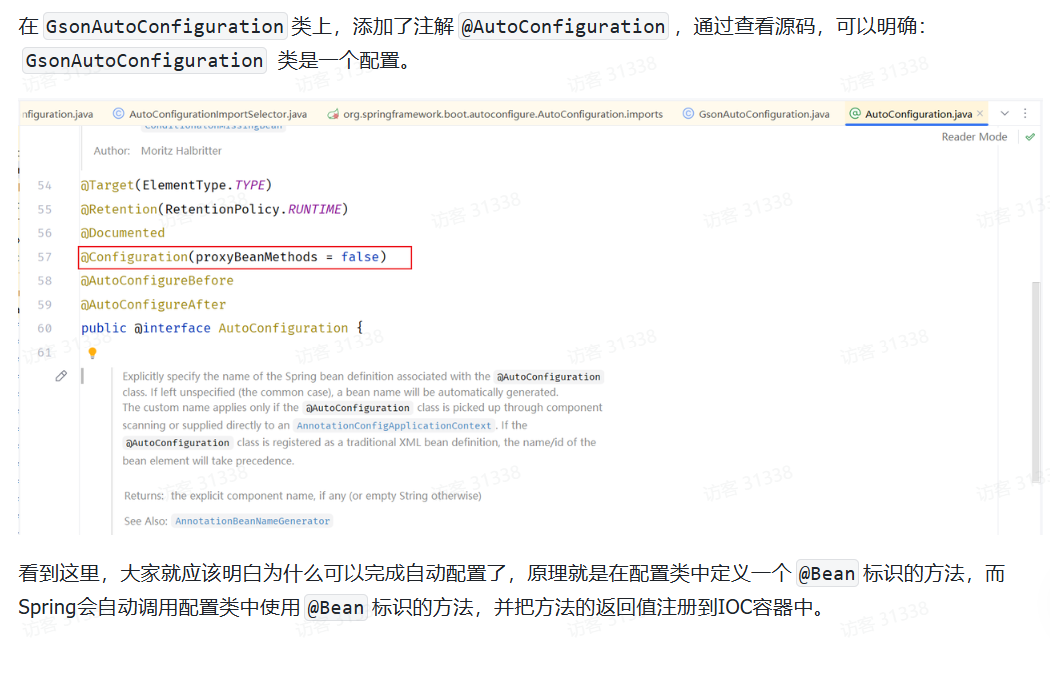 在 GsonAutoConfiguration 类上，添加了注解 @AutoConfiguration ，通过查看源码，可以明确：
GsonAutoConfiguration 类是一个配置。
nfiguration.java AutoConfigurationImportSelector.java org.springframework.boot.autoconfigure.AutoConfiguration.imports GsonAutoConfiguration.java AutoConfiguration.java
ConditionalOnMissingBean
Reader Mode
Author: Moritz Halbritter
54 @Target(ElementType.TYPE)
55 @Retention(RetentionPolicy.RUNTIME)
56 @Documented
57 @Configuration(proxyBeanMethods = false)
58 @AutoConfigureBefore
59 @AutoConfigureAfter
60 public @interface AutoConfiguration {
61
Explicitly specify the name of the Spring bean definition associated with the @AutoConfiguration
class. If left unspecified (the common case), a bean name will be automatically generated.
The custom name applies only if the @AutoConfiguration class is picked up through component
scanning or supplied directly to an AnnotationConfigApplicationContext. If the
@AutoConfiguration class is registered as a traditional XML bean definition, the name/id of the
bean element will take precedence.
Returns: the explicit component name, if any (or empty String otherwise)
See Also: AnnotationBeanNameGenerator
看到这里，大家就应该明白为什么可以完成自动配置了，原理就是在配置类中定义一个 @Bean 标识的方法，而
Spring会自动调用配置类中使用 @Bean 标识的方法，并把方法的返回值注册到IOC容器中。
访客 31338